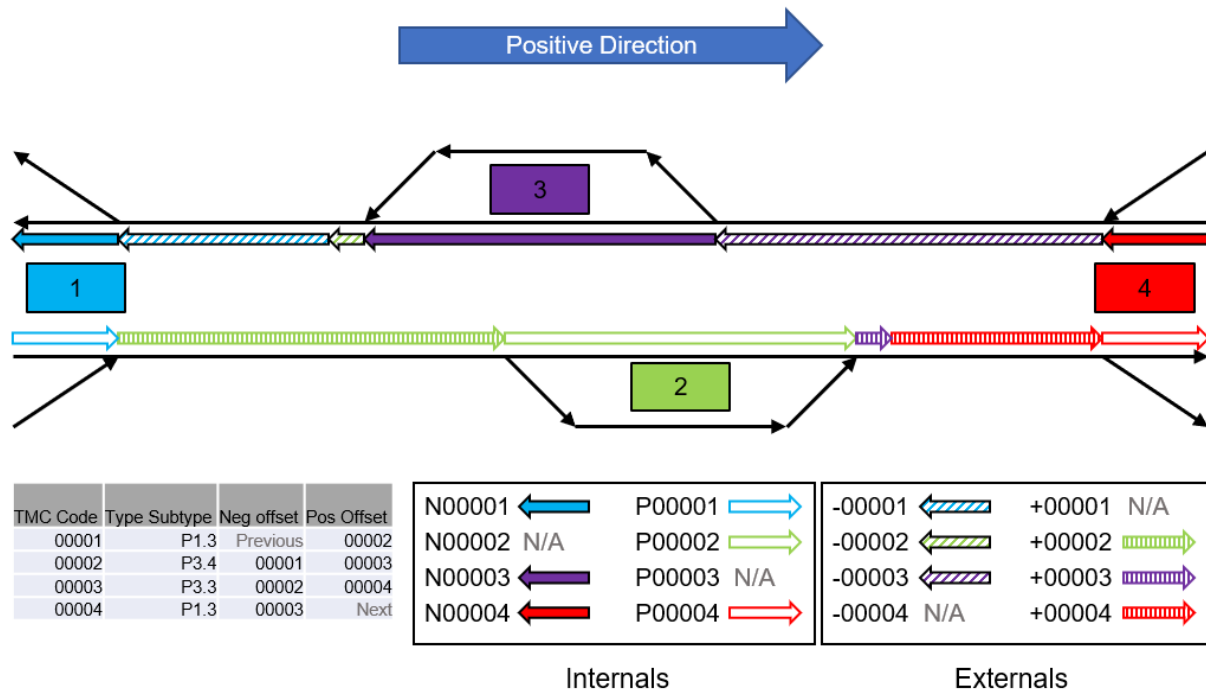 Positive Direction
3
1
4
2
TMC Code Type Subtype Neg offset Pos Offset
00001 P1.3 Previous 00002
00002 P3.4 00001 00003
00003 P3.3 00002 00004
00004 P1.3 00003 Next
N00001 P00001
N00002 N/A P00002
N00003 P00003 N/A
N00004 P00004
Internals
-00001 +00001 N/A
-00002 +00002
-00003 +00003
-00004 N/A +00004
Externals